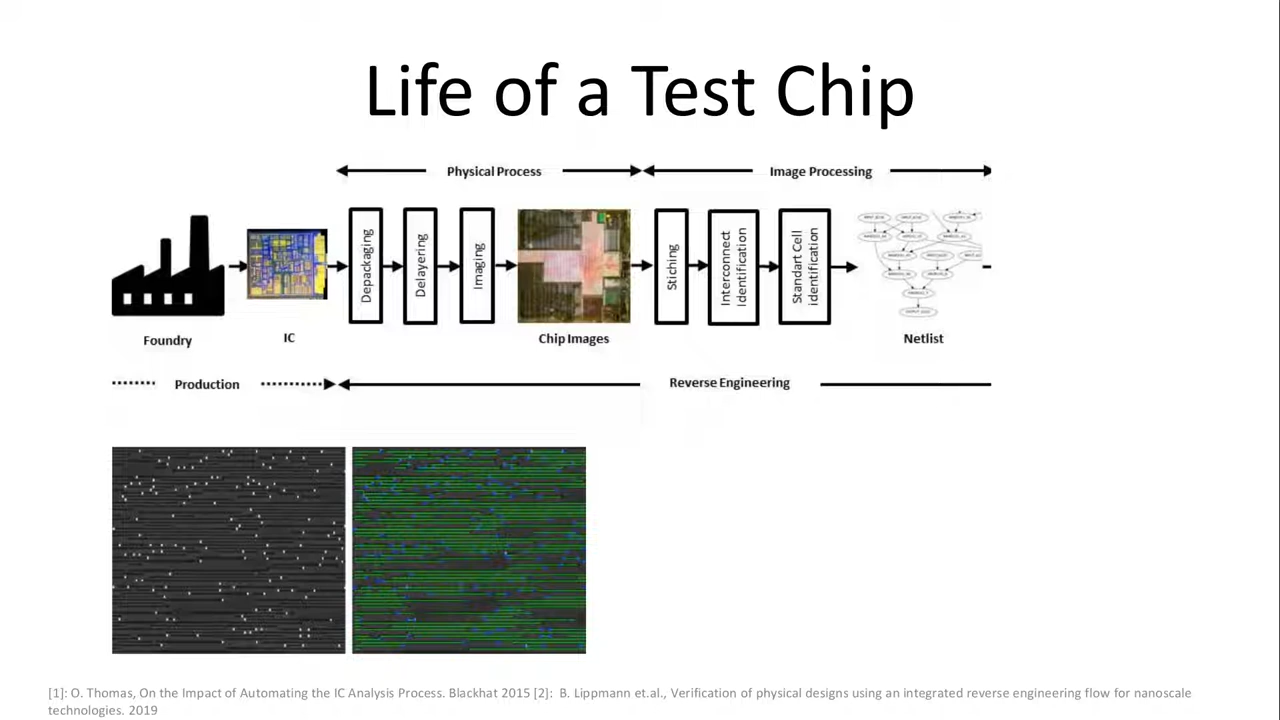 Life of a Test Chip
Physical Process
Image Processing
Depackaging
Delayering
Imaging
Stiching
Interconnect
Identification
Standart Cell
identification
Foundry
IC
Chip Images
Netlist
Production
Reverse Engineering
[1]: O. Thomas, On the Impact of Automating the IC Analysis Process. Blackhat 2015 [2]: B. Lippmann et.al., Verification of physical designs using an integrated reverse engineering flow for nanoscale
technologies. 2019